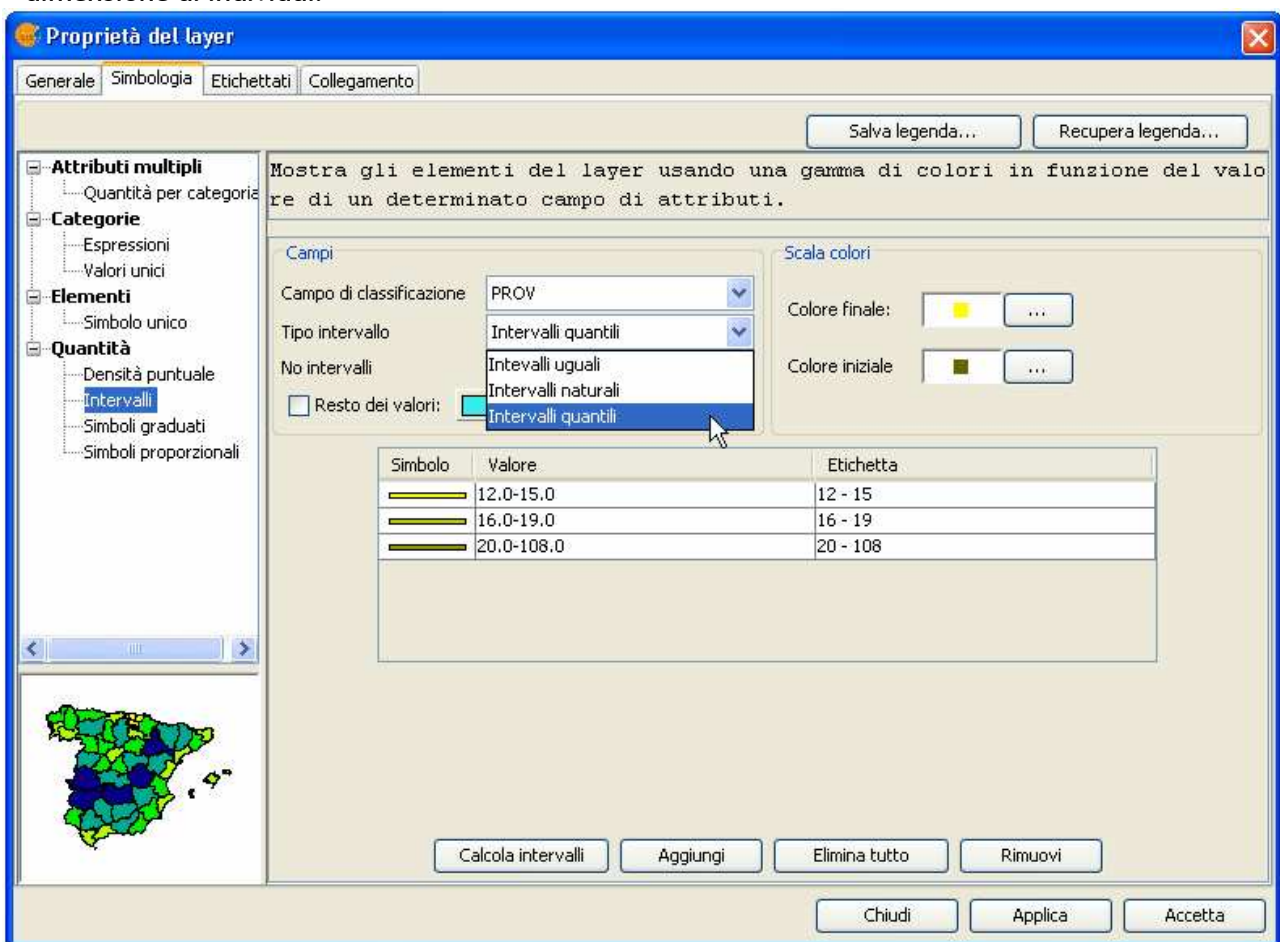 Proprietà del layer
Generale Simbologia Etichettati Collegamento
Salva legenda... Recupera legenda...
Attributi multipli
Quantità per categoria
Categorie
Espressioni
Valori unici
Elementi
Simbolo unico
Quantità
Densità puntuale
Intervalli
Simboli graduati
Simboli proporzionali
Mostra gli elementi del layer usando una gamma di colori in funzione del valo
re di un determinato campo di attributi.
Campi
Campo di classificazione PROV
Tipo intervallo Intervalli quantili
No intervalli
Intevalli uguali
Intervalli naturali
Intervalli quantili
Resto dei valori:
Scala colori
Colore finale: ...
Colore iniziale ...
Simbolo Valore Etichetta
12.0-15.0 12 - 15
16.0-19.0 16 - 19
20.0-108.0 20 - 108
Calcola intervalli Aggiungi Elimina tutto Rimuovi
Chiudi Applica Accetta